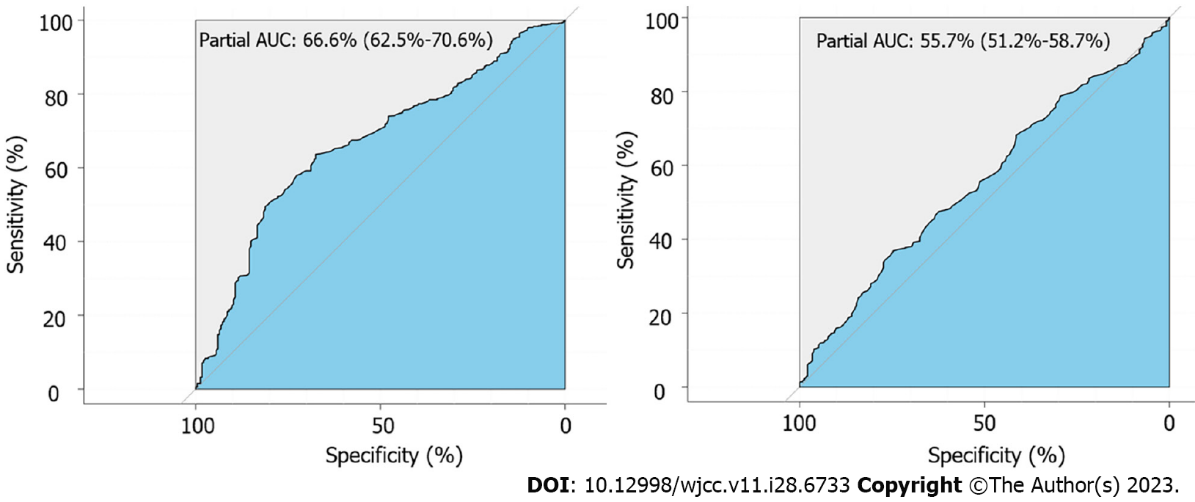 Partial AUC: 66.6% (62.5%-70.6%)
100
80
60
40
20
0
Sensitivity (%)
100
50
0
Specificity (%)
Partial AUC: 55.7% (51.2%-58.7%)
100
80
60
40
20
0
Sensitivity (%)
100
50
0
Specificity (%)
DOI: 10.12998/wjcc.v11.i28.6733 Copyright ©The Author(s) 2023.